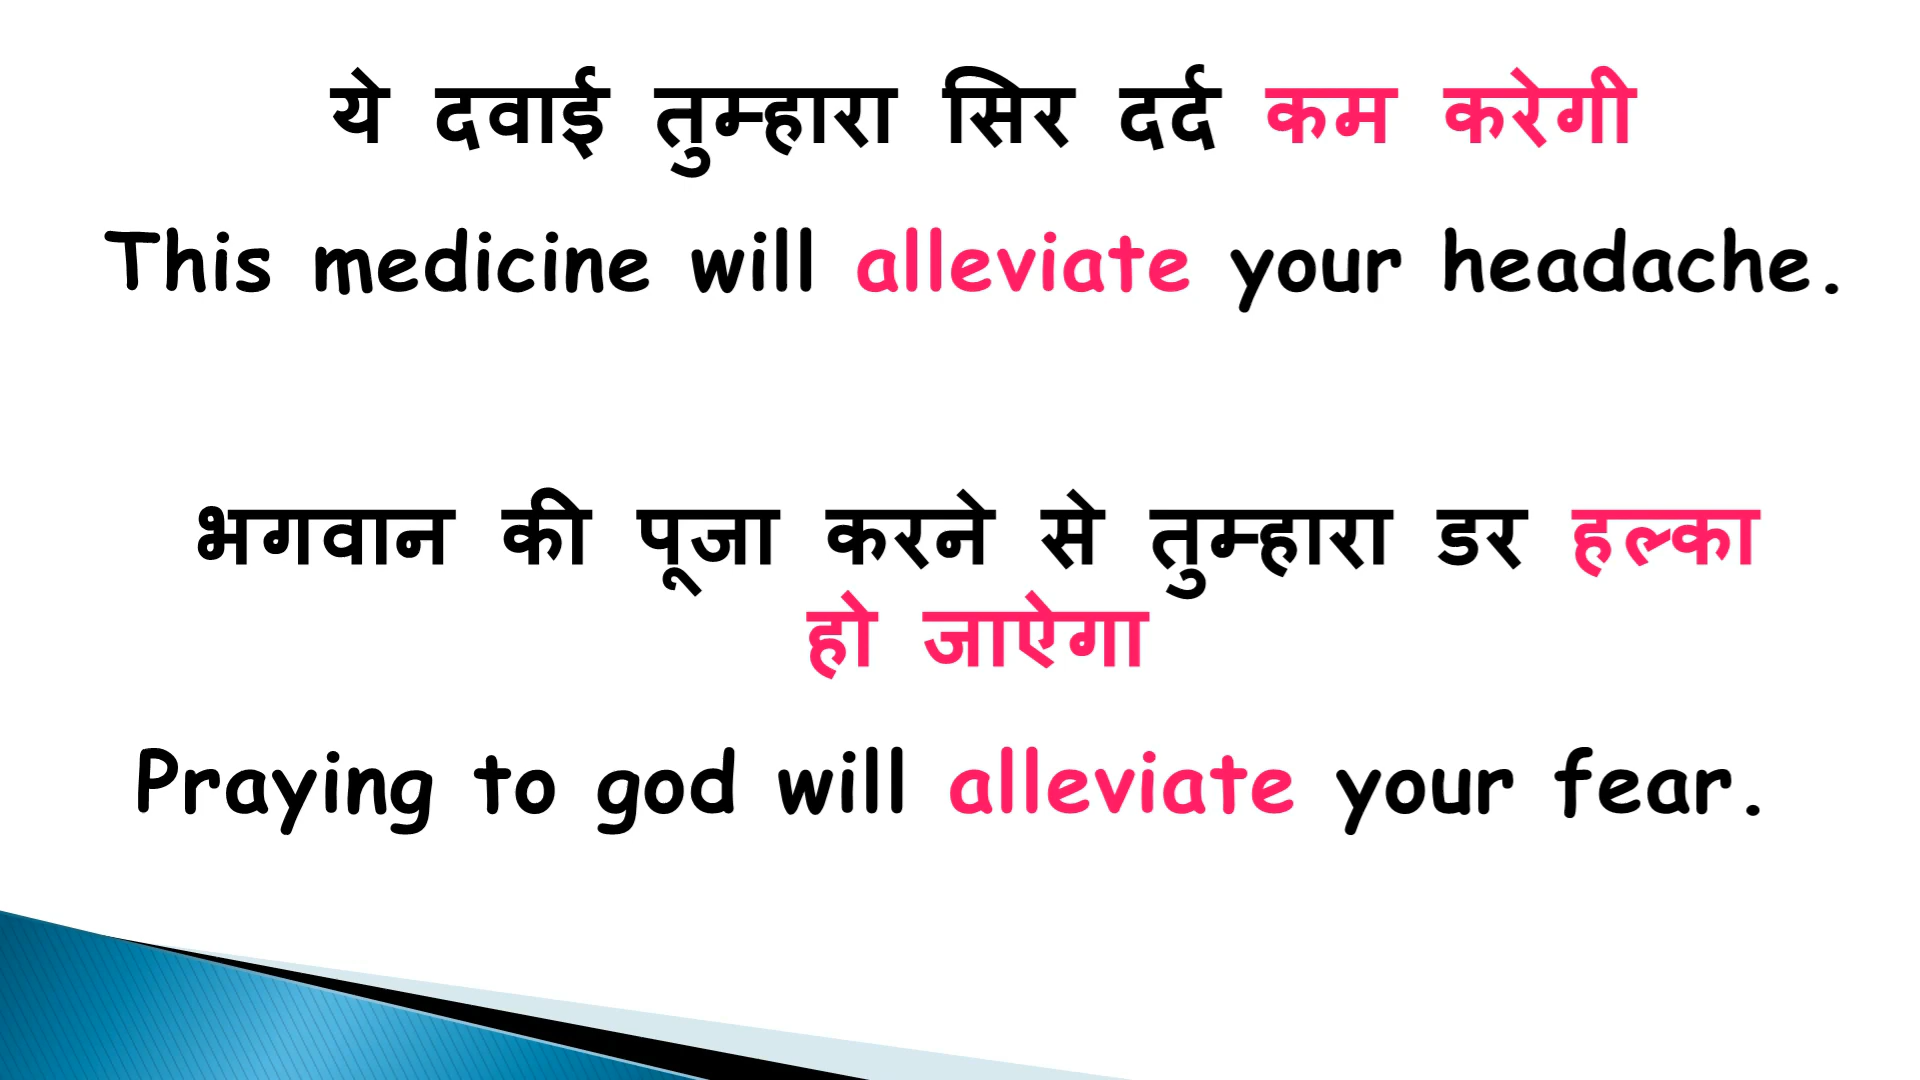 ये दवाई तुम्हारा सिर दर्द कम करेगी
This medicine will alleviate your headache.
भगवान की पूजा करने से तुम्हारा डर हल्का
हो जाऐगा
Praying to god will alleviate your fear.